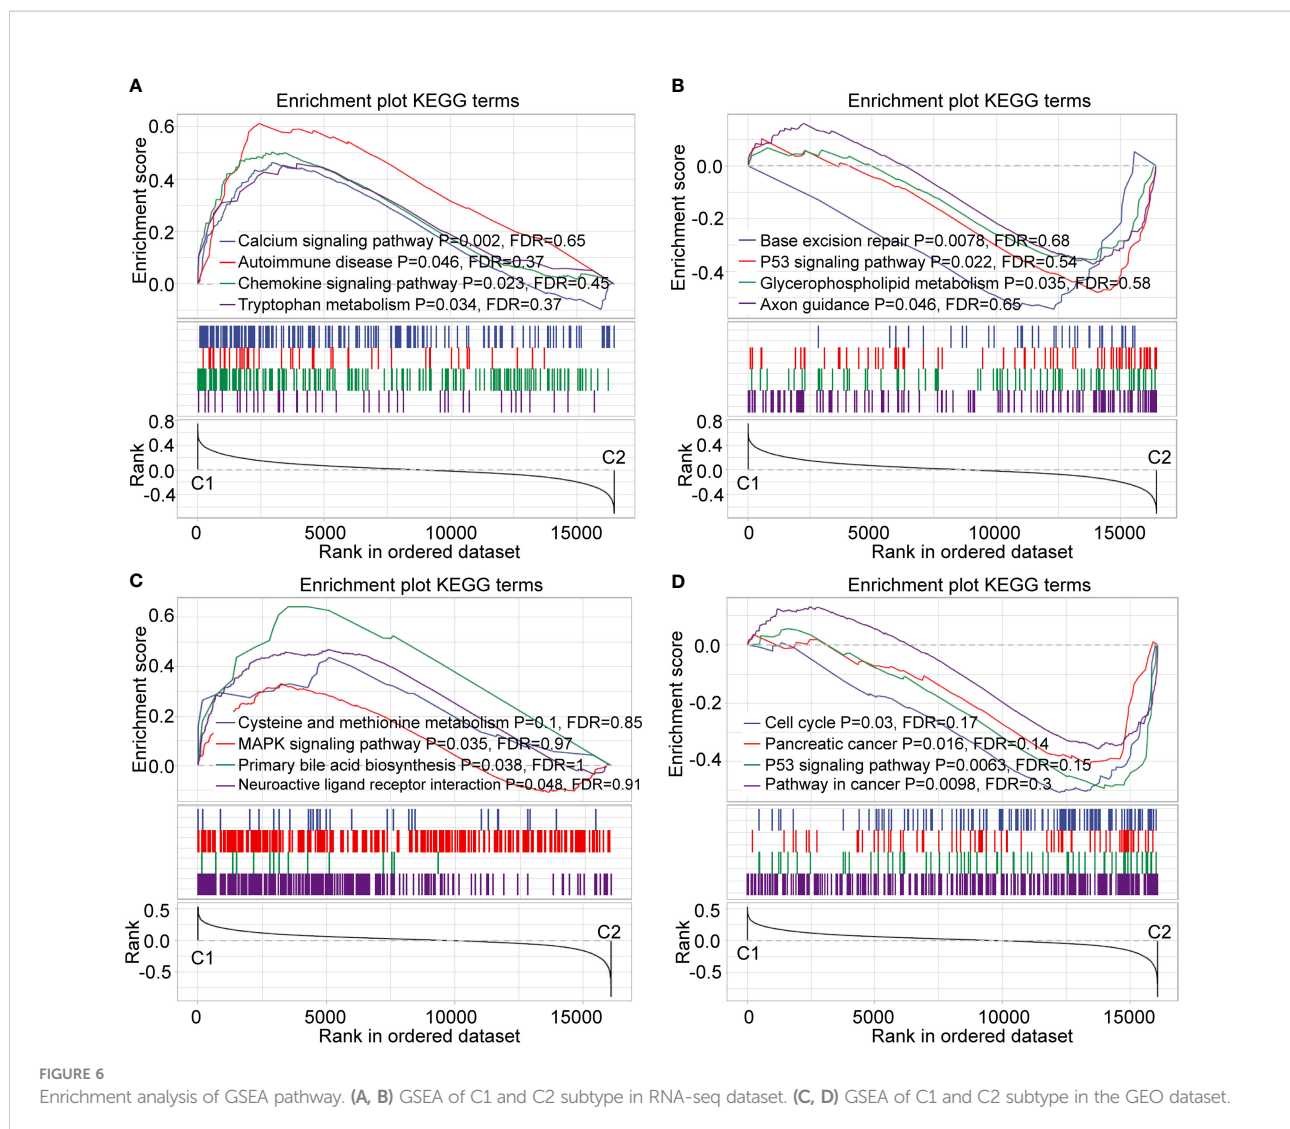 A
Enrichment plot KEGG terms
Enrichment score
0.6
0.4
0.2
0.0
Calcium signaling pathway P=0.002, FDR=0.65
Autoimmune disease P=0.046, FDR=0.37
Chemokine signaling pathway P=0.023, FDR=0.45
Tryptophan metabolism P=0.034, FDR=0.37
Rank
0.8
0.4
0.0
-0.4
C1
C2
0 5000 10000 15000
Rank in ordered dataset
B
Enrichment plot KEGG terms
Enrichment score
0.0
-0.2
-0.4
Base excision repair P=0.0078, FDR=0.68
P53 signaling pathway P=0.022, FDR=0.54
Glycerophospholipid metabolism P=0.035, FDR=0.58
Axon guidance P=0.046, FDR=0.65
Rank
0.8
0.4
0.0
-0.4
C1
C2
0 5000 10000 15000
Rank in ordered dataset
C
Enrichment plot KEGG terms
Enrichment score
0.6
0.4
0.2
0.0
Cysteine and methionine metabolism P=0.1, FDR=0.85
MAPK signaling pathway P=0.035, FDR=0.97
Primary bile acid biosynthesis P=0.038, FDR=1
Neuroactive ligand receptor interaction P=0.048, FDR=0.91
Rank
0.5
0.0
-0.5
C1
C2
0 5000 10000 15000
Rank in ordered dataset
D
Enrichment plot KEGG terms
Enrichment score
0.0
-0.2
-0.4
Cell cycle P=0.03, FDR=0.17
Pancreatic cancer P=0.016, FDR=0.14
P53 signaling pathway P=0.0063, FDR=0.15
Pathway in cancer P=0.0098, FDR=0.3
Rank
0.5
0.0
-0.5
C1
C2
0 5000 10000 15000
Rank in ordered dataset
FIGURE 6
Enrichment analysis of GSEA pathway. (A, B) GSEA of C1 and C2 subtype in RNA-seq dataset. (C, D) GSEA of C1 and C2 subtype in the GEO dataset.